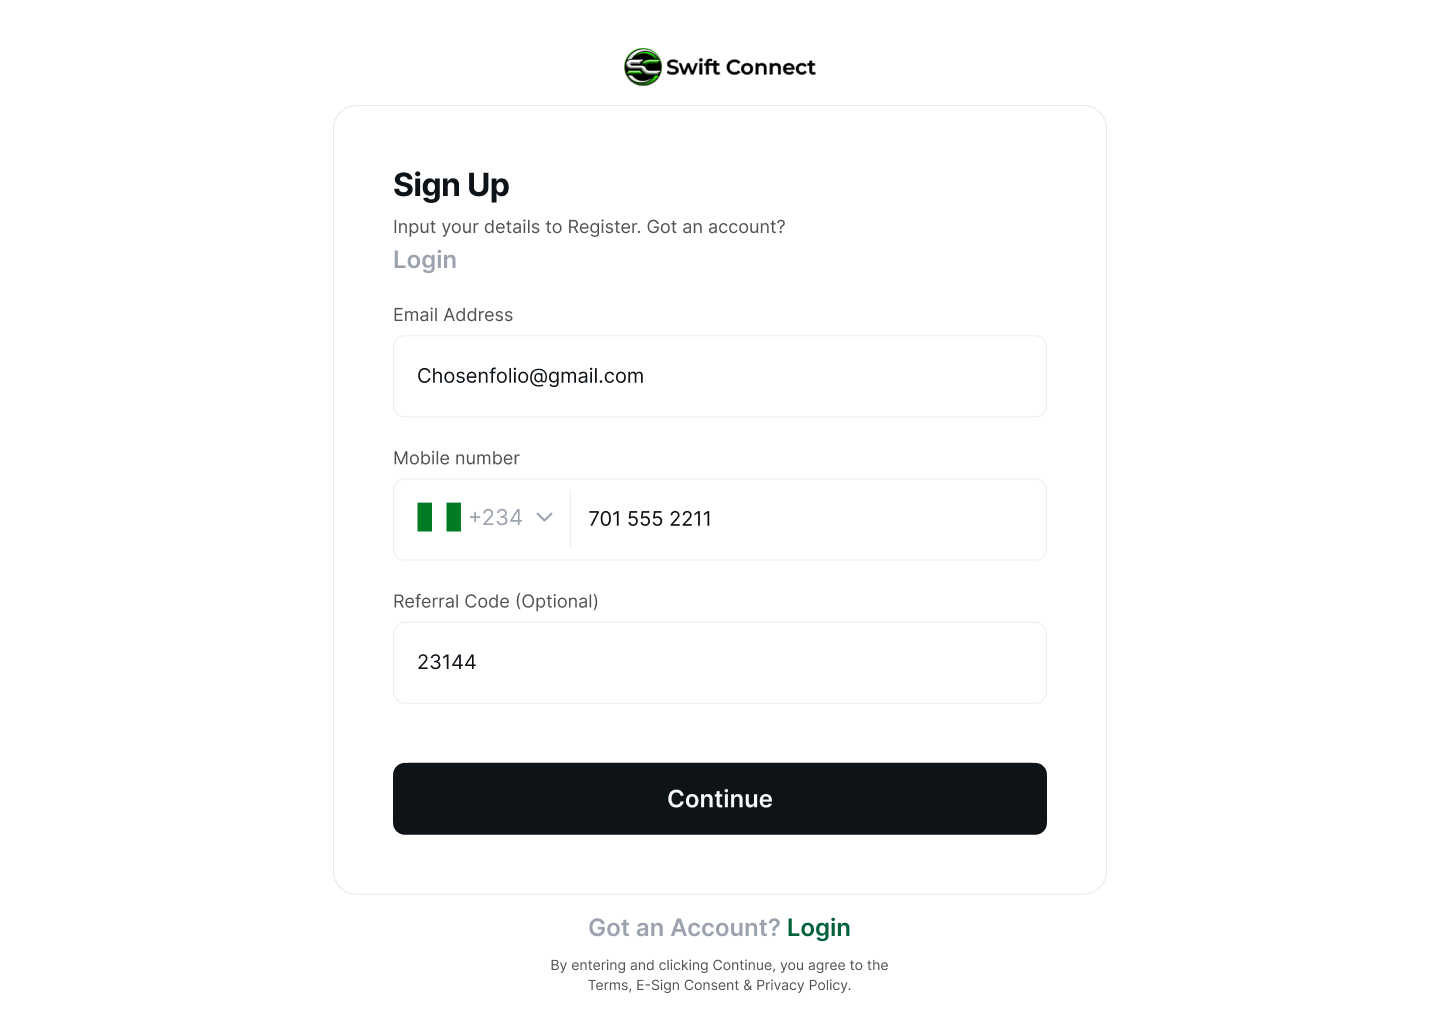 SC Swift Connect
Sign Up
Input your details to Register. Got an account?
Login
Email Address
Chosenfolio@gmail.com
Mobile number
+234 701 555 2211
Referral Code (Optional)
23144
Continue
Got an Account? Login
By entering and clicking Continue, you agree to the
Terms, E-Sign Consent & Privacy Policy.